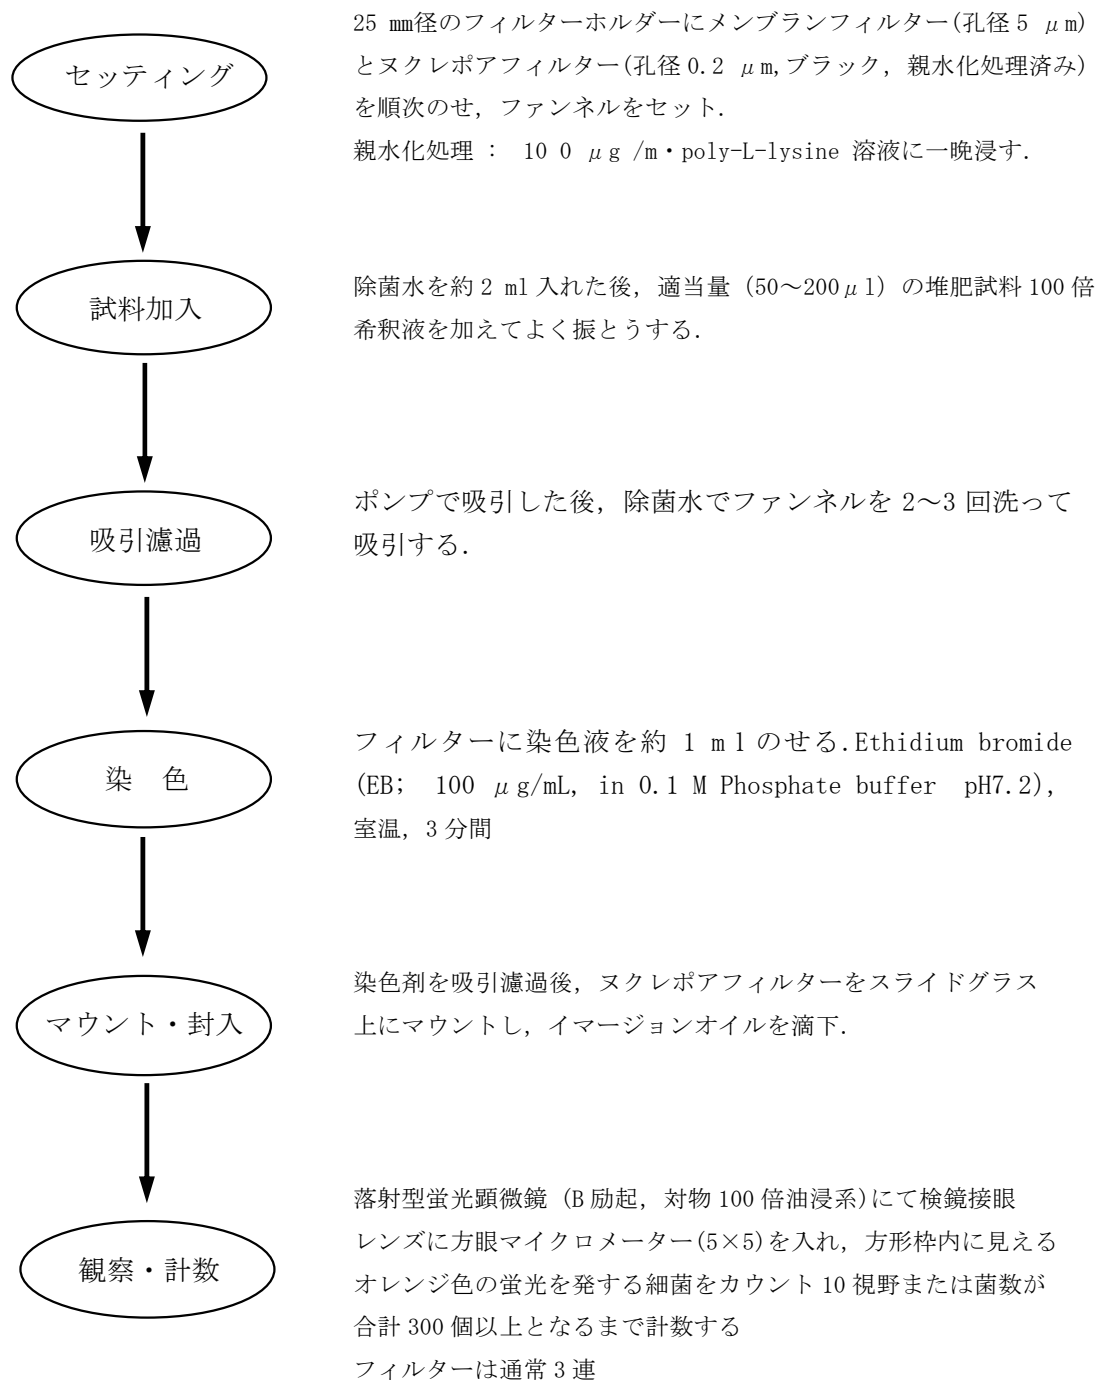 セッティング
25 ㎜径のフィルターホルダーにメンブランフィルター(孔径 5 μm)
とヌクレポアフィルター(孔径 0.2 μm,ブラック，親水化処理済み)
を順次のせ，ファンネルをセット．
親水化処理 ： 10 0 μg /m・poly-L-lysine 溶液に一晩浸す．
試料加入
除菌水を約 2 ml 入れた後，適当量（50～200μl）の堆肥試料 100 倍
希釈液を加えてよく振とうする．
吸引濾過
ポンプで吸引した後，除菌水でファンネルを 2～3 回洗って
吸引する．
染　色
フィルターに染色液を約 1 ml のせる.Ethidium bromide
(EB; 100 μg/mL, in 0.1 M Phosphate buffer pH7.2),
室温，3 分間
マウント・封入
染色剤を吸引濾過後，ヌクレポアフィルターをスライドグラス
上にマウントし，イマージョンオイルを滴下．
観察・計数
落射型蛍光顕微鏡（B 励起，対物 100 倍油浸系)にて検鏡接眼
レンズに方眼マイクロメーター(5×5)を入れ，方形枠内に見える
オレンジ色の蛍光を発する細菌をカウント 10 視野または菌数が
合計 300 個以上となるまで計数する
フィルターは通常 3 連